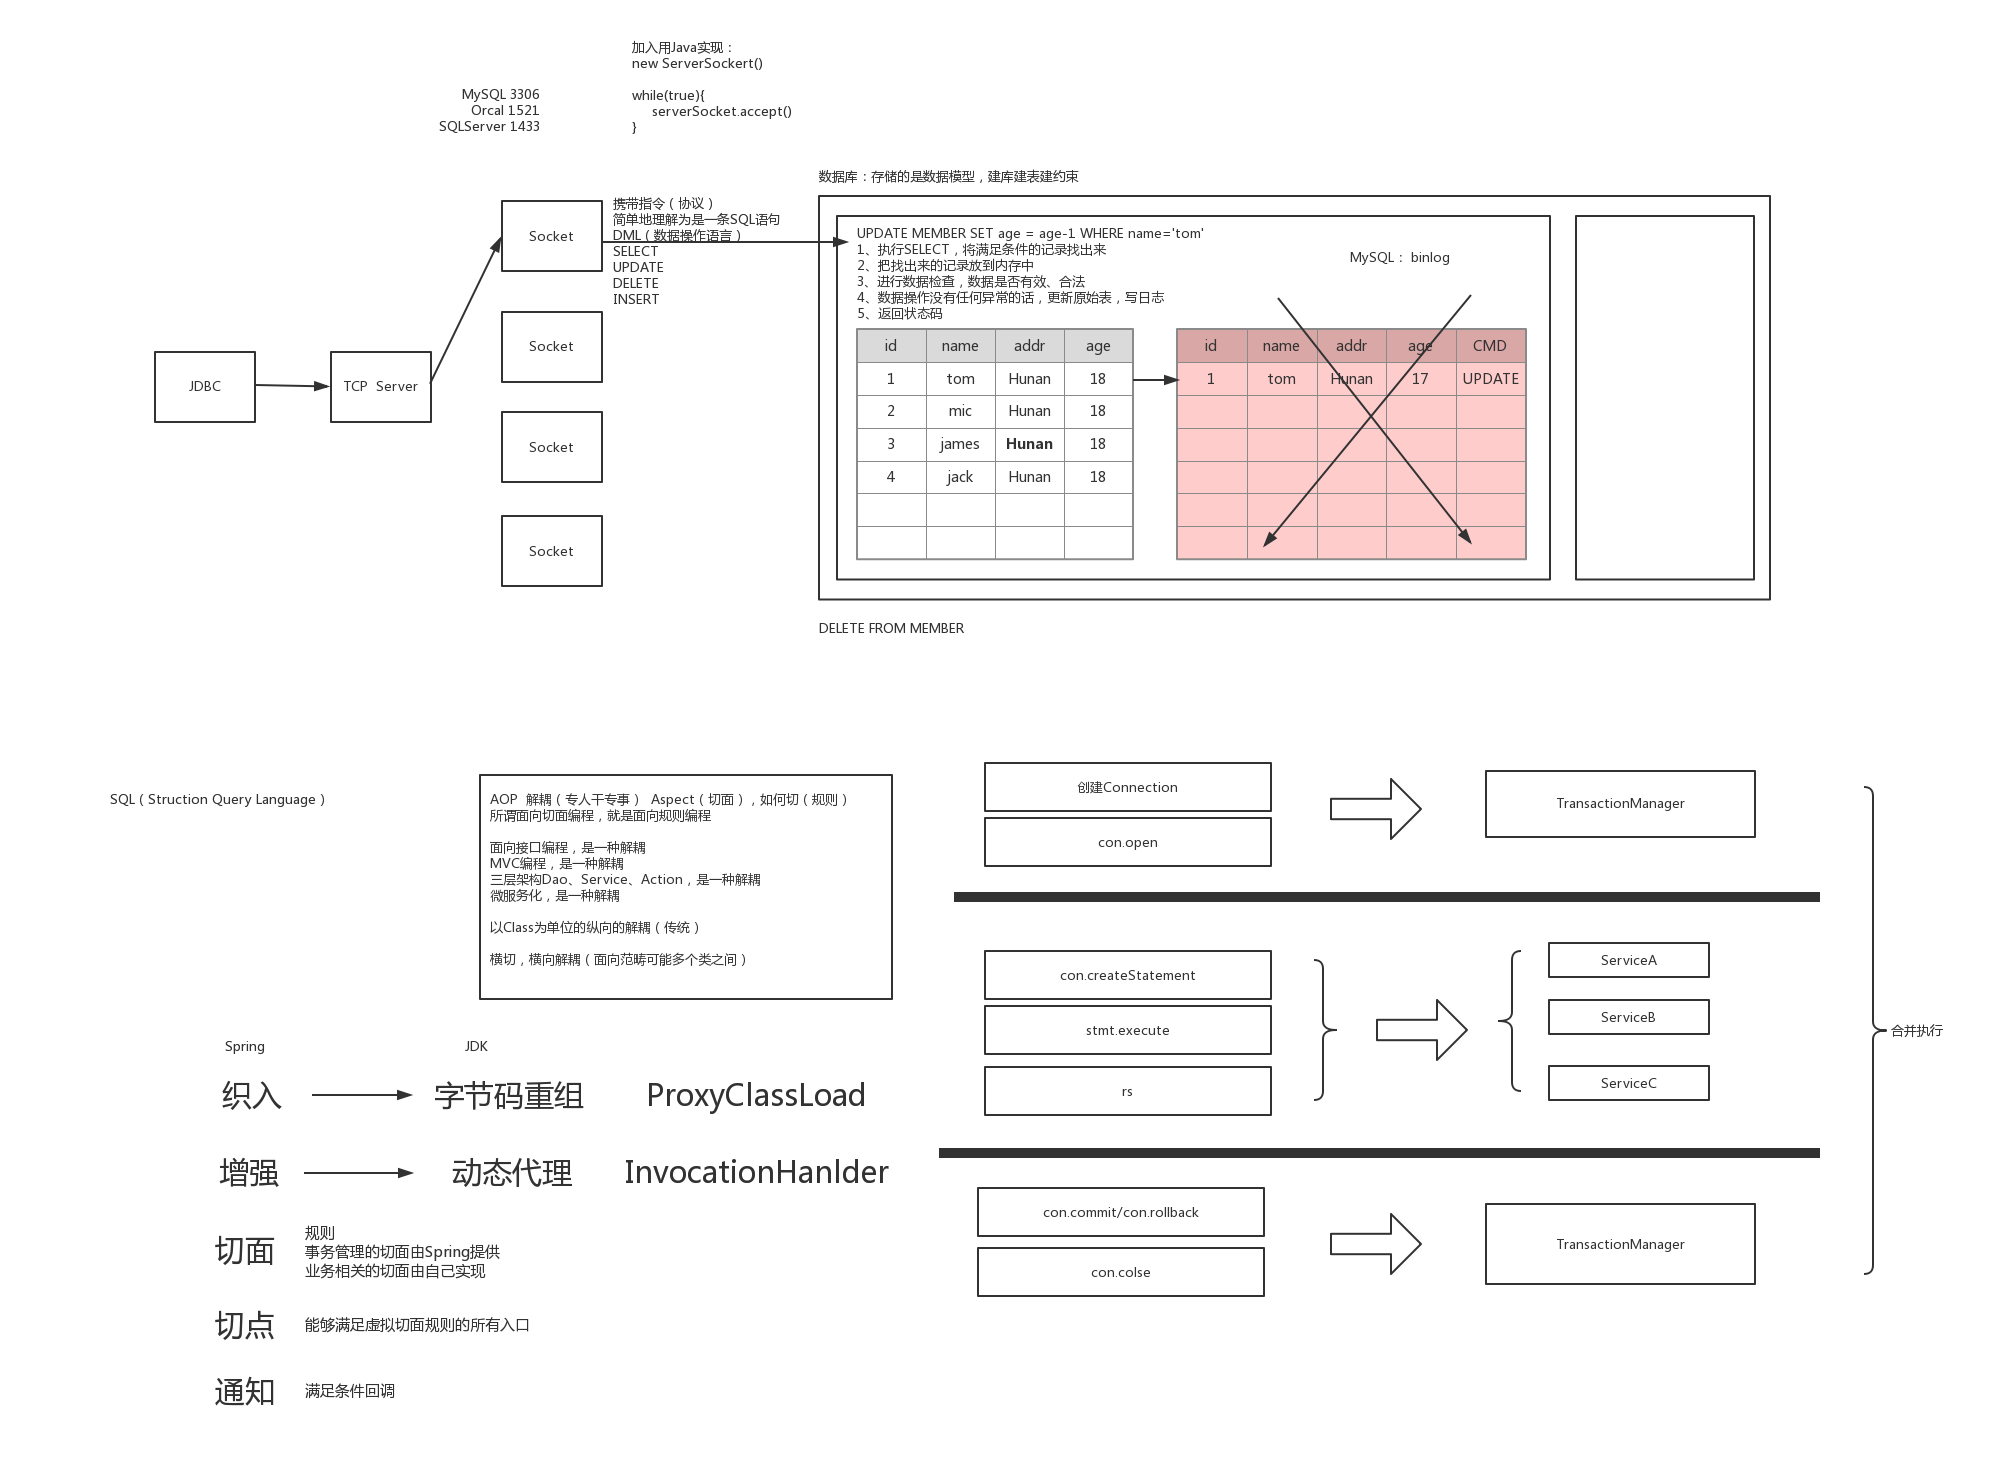 加入用Java实现：
new ServerSockert()
while(true){
serverSocket.accept()
}
MySQL 3306
Orcal 1521
SQLServer 1433
数据库：存储的是数据模型，建库建表建约束
JDBC
TCP  Server
Socket
Socket
Socket
Socket
携带指令（协议）
简单地理解为是一条SQL语句
DML（数据操作语言）
SELECT
UPDATE
DELETE
INSERT
UPDATE MEMBER SET age = age-1 WHERE name='tom'
1、执行SELECT，将满足条件的记录找出来
2、把找出来的记录放到内存中
3、进行数据检查，数据是否有效、合法
4、数据操作没有任何异常的话，更新原始表，写日志
5、返回状态码
MySQL： binlog
id name addr age
1 tom Hunan 18
2 mic Hunan 18
3 james Hunan 18
4 jack Hunan 18
id name addr age CMD
1 tom Hunan 17 UPDATE
DELETE FROM MEMBER
SQL（Struction Query Language）
AOP  解耦（专人干专事）  Aspect（切面），如何切（规则）
所谓面向切面编程，就是面向规则编程
面向接口编程，是一种解耦
MVC编程，是一种解耦
三层架构Dao、Service、Action，是一种解耦
微服务化，是一种解耦
以Class为单位的纵向的解耦（传统）
横切，横向解耦（面向范畴可能多个类之间）
Spring
JDK
织入
字节码重组
ProxyClassLoad
增强
动态代理
InvocationHanlder
切面
规则
事务管理的切面由Spring提供
业务相关的切面由自己实现
切点
能够满足虚拟切面规则的所有入口
通知
满足条件回调
创建Connection
con.open
TransactionManager
con.createStatement
stmt.execute
rs
ServiceA
ServiceB
ServiceC
合并执行
con.commit/con.rollback
con.colse
TransactionManager